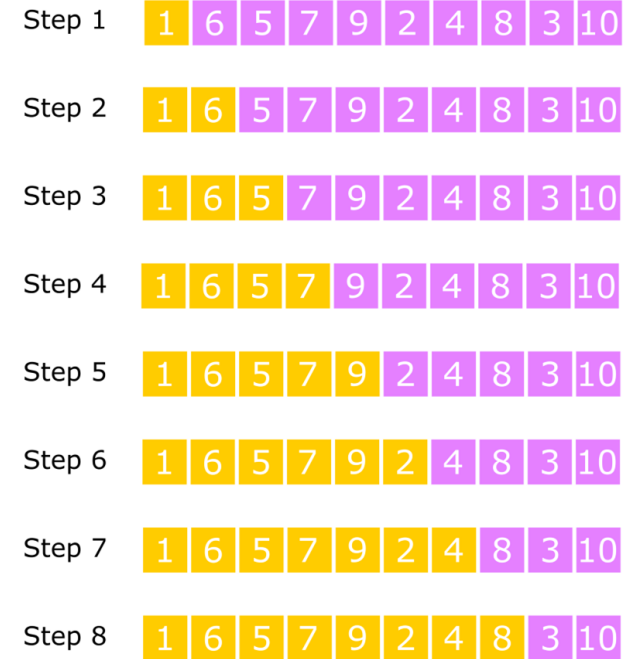 Step 1 1 6 5 7 9 2 4 8 3 10
Step 2 1 6 5 7 9 2 4 8 3 10
Step 3 1 6 5 7 9 2 4 8 3 10
Step 4 1 6 5 7 9 2 4 8 3 10
Step 5 1 6 5 7 9 2 4 8 3 10
Step 6 1 6 5 7 9 2 4 8 3 10
Step 7 1 6 5 7 9 2 4 8 3 10
Step 8 1 6 5 7 9 2 4 8 3 10